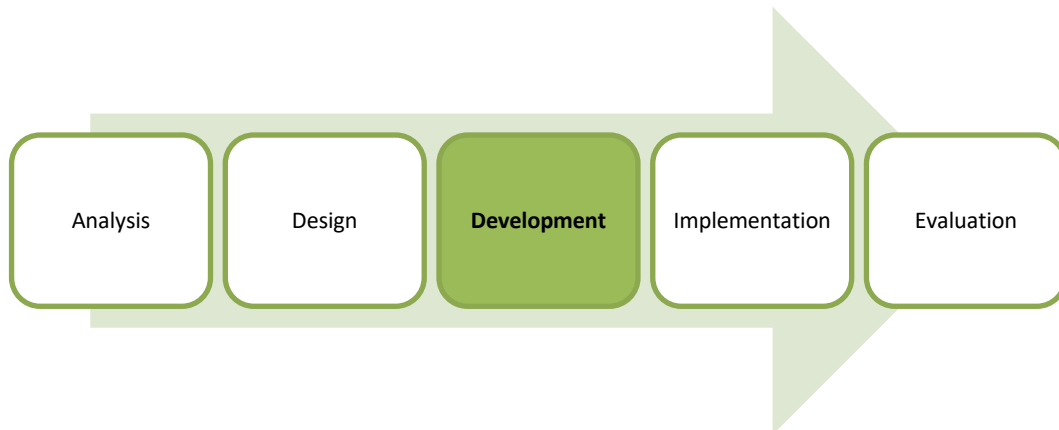 Analysis
Design
Development
Implementation
Evaluation